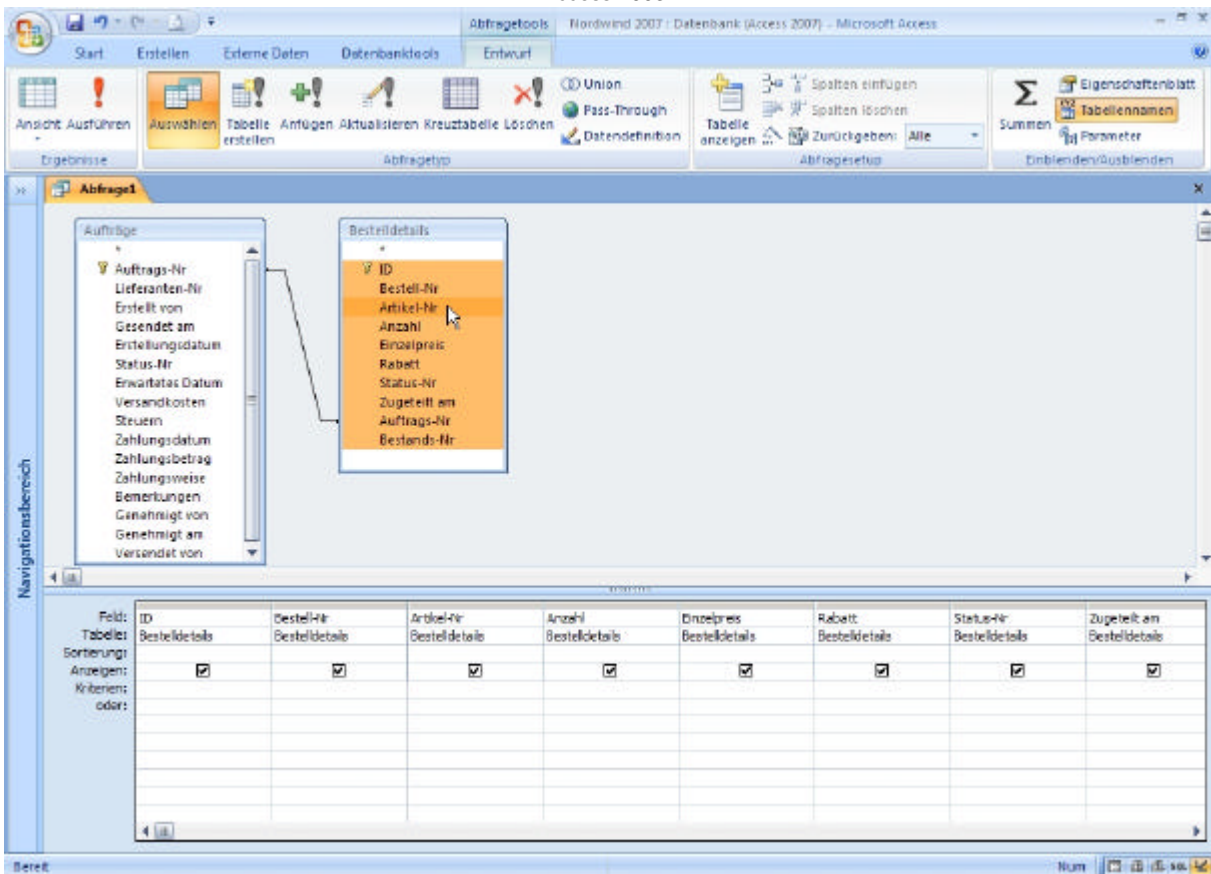 Abfragetools Nordwind 2007 : Datenbank (Access 2007) - Microsoft Access
Start Erstellen Externe Daten Datenbanktools Entwurf
Ansicht Ausführen Auswählen Tabelle erstellen Anfügen Aktualisieren Kreuztabelle Löschen
Union
Pass-Through
Datendefinition
Tabelle anzeigen
Spalten einfügen
Spalten löschen
Zurückgeben: Alle
Summen
Eigenschaftenblatt
Tabellennamen
Parameter
Ergebnisse Abfragetyp Abfragesetup Einblenden/Ausblenden
Abfrage1
Navigationsbereich
Aufträge
*
Auftrags-Nr
Lieferanten-Nr
Erstellt von
Gesendet am
Erstellungsdatum
Status-Nr
Erwartetes Datum
Versandkosten
Steuern
Zahlungsdatum
Zahlungsbetrag
Zahlungsweise
Bemerkungen
Genehmigt von
Genehmigt am
Versendet von
Bestelldetails
*
ID
Bestell-Nr
Artikel-Nr
Anzahl
Einzelpreis
Rabatt
Status-Nr
Zugeteilt am
Auftrags-Nr
Bestands-Nr
Feld: ID Bestell-Nr Artikel-Nr Anzahl Einzelpreis Rabatt Status-Nr Zugeteilt am
Tabelle: Bestelldetails Bestelldetails Bestelldetails Bestelldetails Bestelldetails Bestelldetails Bestelldetails Bestelldetails
Sortierung:
Anzeigen:
Kriterien:
oder:
Bereit Num SQL